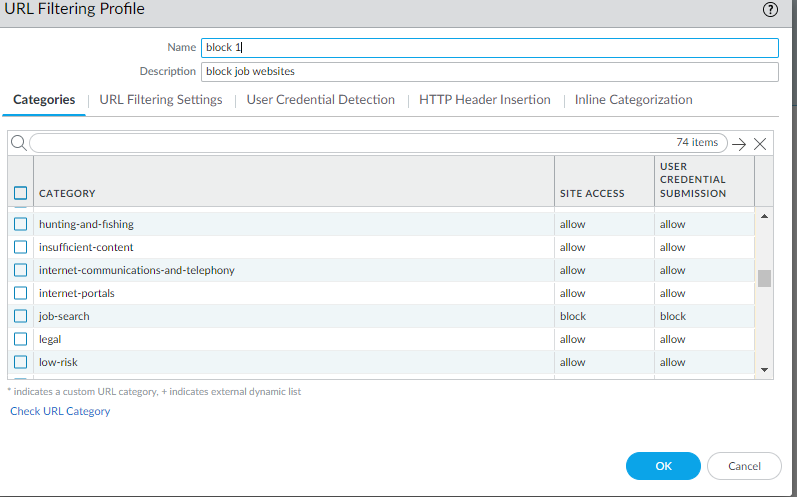 URL Filtering Profile
Name block 1
Description block job websites
Categories URL Filtering Settings User Credential Detection HTTP Header Insertion Inline Categorization
74 items
CATEGORY SITE ACCESS USER CREDENTIAL SUBMISSION
hunting-and-fishing allow allow
insufficient-content allow allow
internet-communications-and-telephony allow allow
internet-portals allow allow
job-search block block
legal allow allow
low-risk allow allow
* indicates a custom URL category, + indicates external dynamic list
Check URL Category
OK Cancel